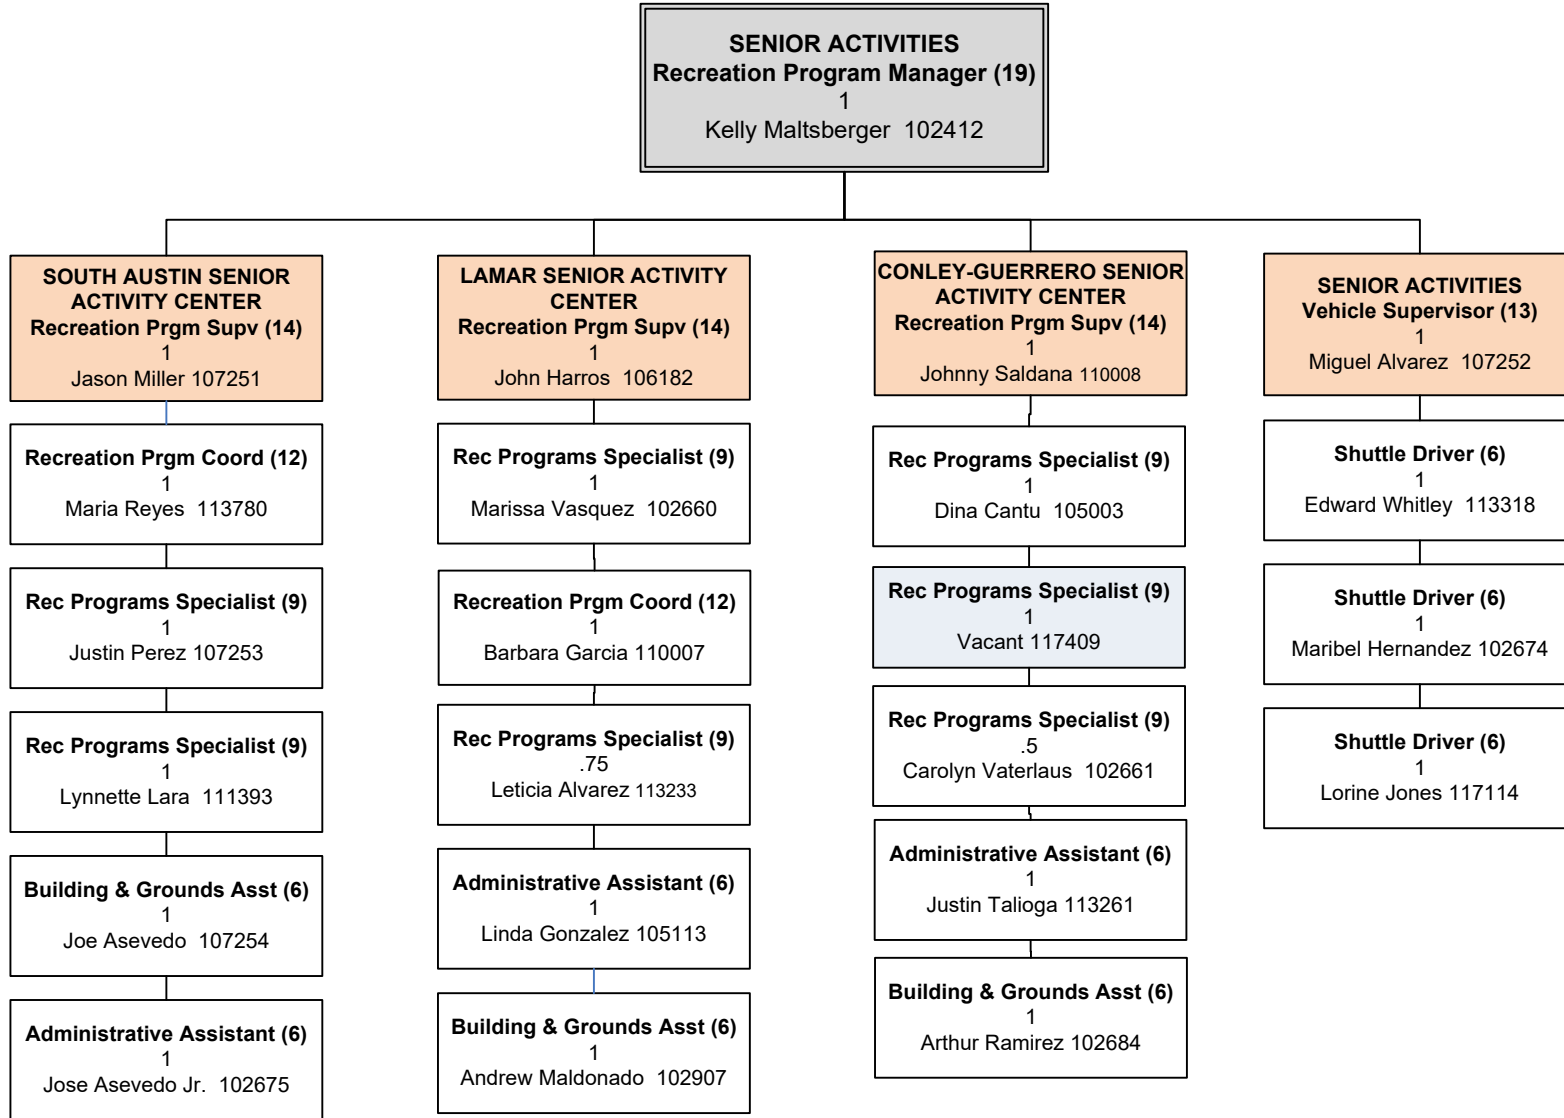 SENIOR ACTIVITIES
Recreation Program Manager (19)
1
Kelly Maltsberger 102412
SOUTH AUSTIN SENIOR
ACTIVITY CENTER
Recreation Prgm Supv (14)
1
Jason Miller 107251
Recreation Prgm Coord (12)
1
Maria Reyes 113780
Rec Programs Specialist (9)
1
Justin Perez 107253
Rec Programs Specialist (9)
1
Lynnette Lara 111393
Building & Grounds Asst (6)
1
Joe Asevedo 107254
Administrative Assistant (6)
1
Jose Asevedo Jr. 102675
LAMAR SENIOR ACTIVITY
CENTER
Recreation Prgm Supv (14)
1
John Harros 106182
Rec Programs Specialist (9)
1
Marissa Vasquez 102660
Recreation Prgm Coord (12)
1
Barbara Garcia 110007
Rec Programs Specialist (9)
.75
Leticia Alvarez 113233
Administrative Assistant (6)
1
Linda Gonzalez 105113
Building & Grounds Asst (6)
1
Andrew Maldonado 102907
CONLEY-GUERRERO SENIOR
ACTIVITY CENTER
Recreation Prgm Supv (14)
1
Johnny Saldana 110008
Rec Programs Specialist (9)
1
Dina Cantu 105003
Rec Programs Specialist (9)
1
Vacant 117409
Rec Programs Specialist (9)
.5
Carolyn Vaterlaus 102661
Administrative Assistant (6)
1
Justin Talioga 113261
Building & Grounds Asst (6)
1
Arthur Ramirez 102684
SENIOR ACTIVITIES
Vehicle Supervisor (13)
1
Miguel Alvarez 107252
Shuttle Driver (6)
1
Edward Whitley 113318
Shuttle Driver (6)
1
Maribel Hernandez 102674
Shuttle Driver (6)
1
Lorine Jones 117114